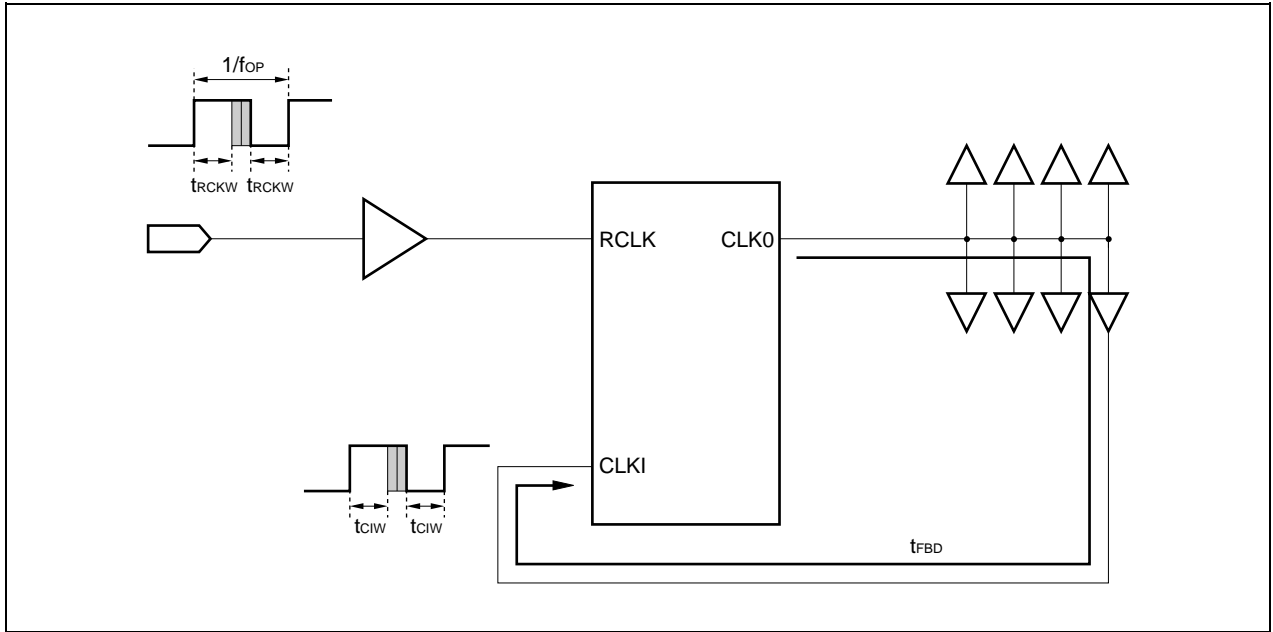 1/fOP
tRCKW tRCKW
RCLK CLK0
CLKI
tCIW tCIW
tFBD